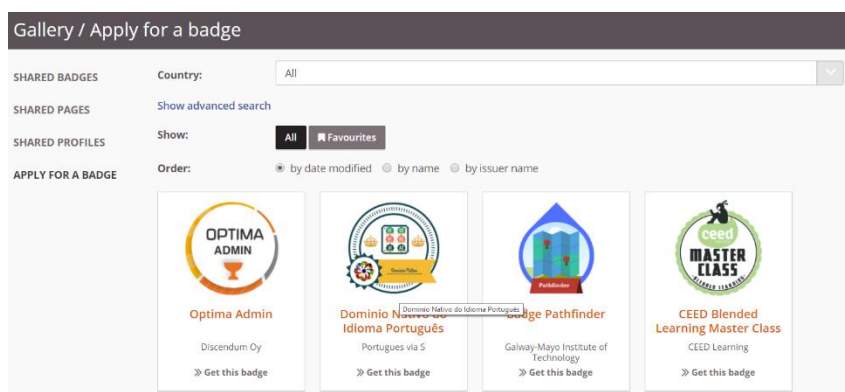 Gallery / Apply for a badge
SHARED BADGES
SHARED PAGES
SHARED PROFILES
APPLY FOR A BADGE
Country:
All
Show advanced search
Show:
All
Favourites
Order:
by date modified
by name
by issuer name
OPTIMA
ADMIN
Optima Admin
Discendum Oy
» Get this badge
Dominio Nativo do
Idioma Português
Dominio Nativo do Idioma Português
Portugues via S
» Get this badge
Pathfinder
Badge Pathfinder
Galway-Mayo Institute of
Technology
» Get this badge
ceed
MASTER
CLASS
BLENDED LEARNING
CEED Blended
Learning Master Class
CEED Learning
» Get this badge